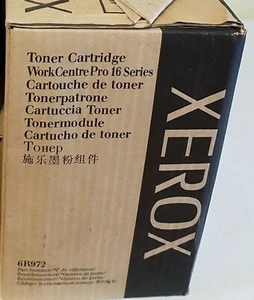 Toner Cartridge
WorkCentre Pro 16 Series
Cartouche de toner
Tonerpatrone
Cartuccia Toner
Tonermodule
Cartucho de toner
Тонер
施乐墨粉组件
6R972
XEROX